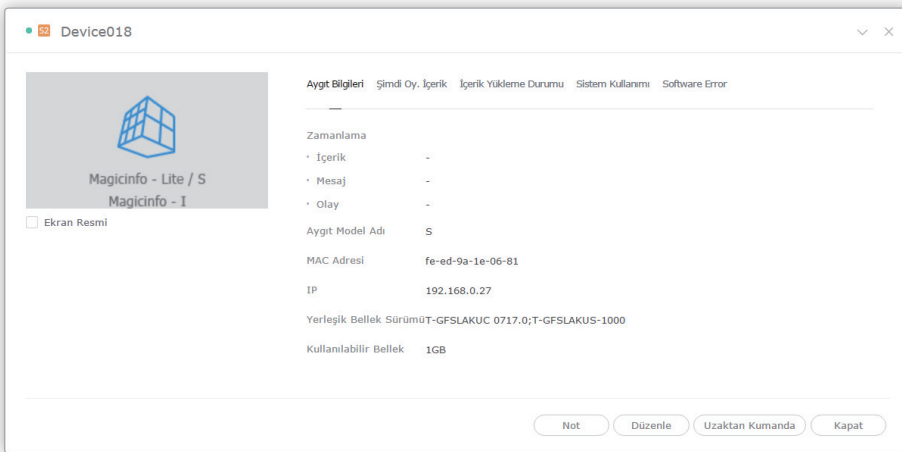 S2 Device018
Aygıt Bilgileri Şimdi Oy. İçerik İçerik Yükleme Durumu Sistem Kullanımı Software Error
Magicinfo - Lite / S
Magicinfo - I
Ekran Resmi
Zamanlama
· İçerik -
· Mesaj -
· Olay -
Aygıt Model Adı S
MAC Adresi fe-ed-9a-1e-06-81
IP 192.168.0.27
Yerleşik Bellek Sürümü T-GFSLAKUC 0717.0;T-GFSLAKUS-1000
Kullanılabilir Bellek 1GB
Not Düzenle Uzaktan Kumanda Kapat